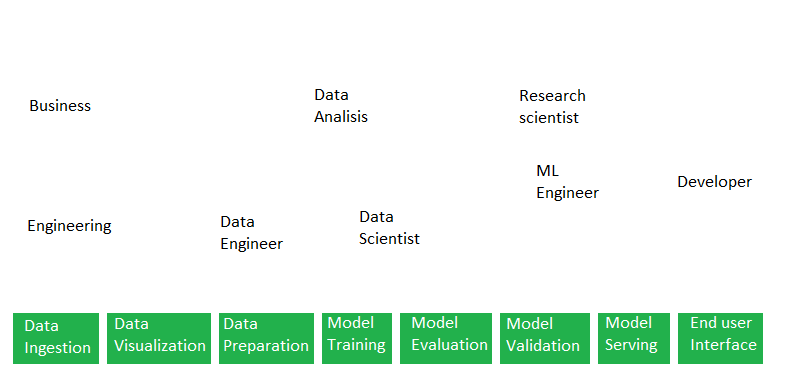 Business
Data
Analisis
Research
scientist
ML
Engineer
Developer
Engineering
Data
Engineer
Data
Scientist
Data
Ingestion
Data
Visualization
Data
Preparation
Model
Training
Model
Evaluation
Model
Validation
Model
Serving
End user
Interface